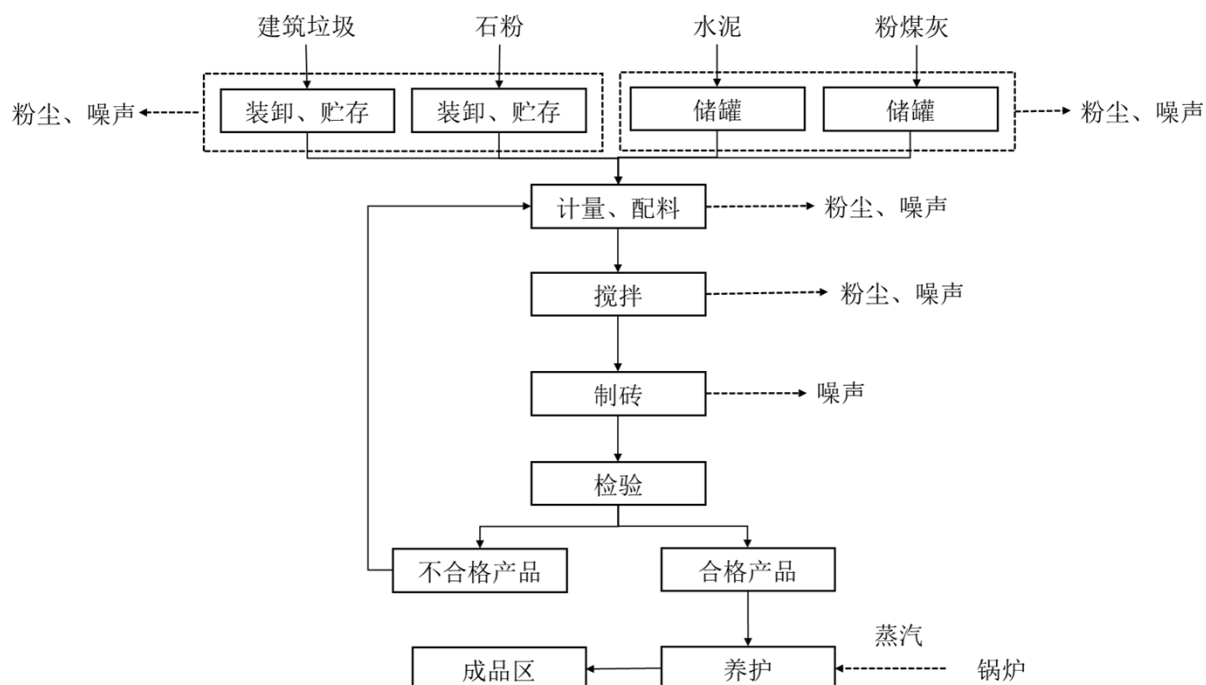 建筑垃圾
石粉
水泥
粉煤灰
粉尘、噪声
装卸、贮存
装卸、贮存
储罐
储罐
粉尘、噪声
计量、配料
粉尘、噪声
搅拌
粉尘、噪声
制砖
噪声
检验
不合格产品
合格产品
蒸汽
成品区
养护
锅炉